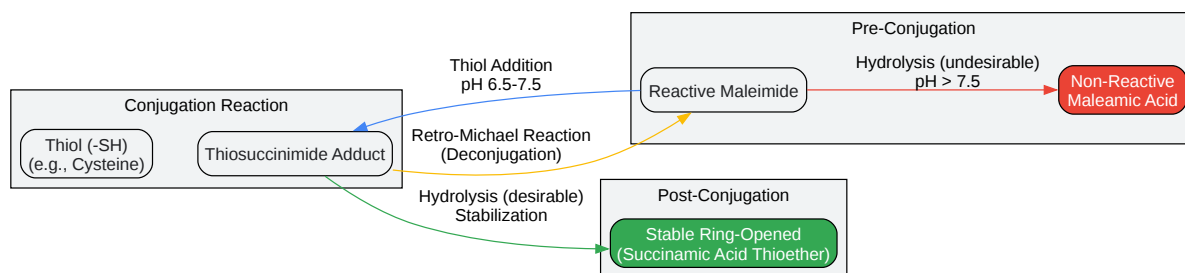 Pre-Conjugation
Reactive Maleimide
Hydrolysis (undesirable)
pH > 7.5
Non-Reactive
Maleamic Acid
Thiol Addition
pH 6.5-7.5
Conjugation Reaction
Thiol (-SH)
(e.g., Cysteine)
Thiosuccinimide Adduct
Retro-Michael Reaction
(Deconjugation)
Hydrolysis (desirable)
Stabilization
Post-Conjugation
Stable Ring-Opened
(Succinamic Acid Thioether)